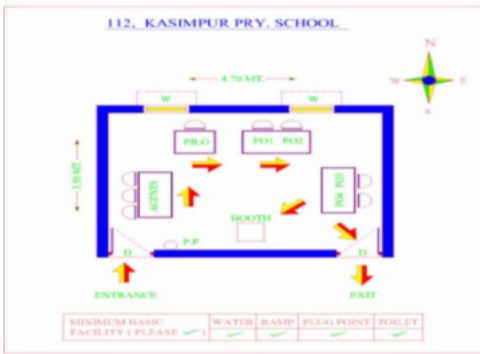 112, KASIMPUR PRY. SCHOOL
N
W E
S
4.70 MT.
W W
PR.O PO1 PO2
3.50 MT.
AGENTS
PO4 PO3
BOOTH
P.P
D D
ENTRANCE EXIT
MINIMUM BASIC FACILITY ( PLEASE ✓ ) WATER RAMP PLUG POINT TOILET
✓ ✓ ✓ ✓